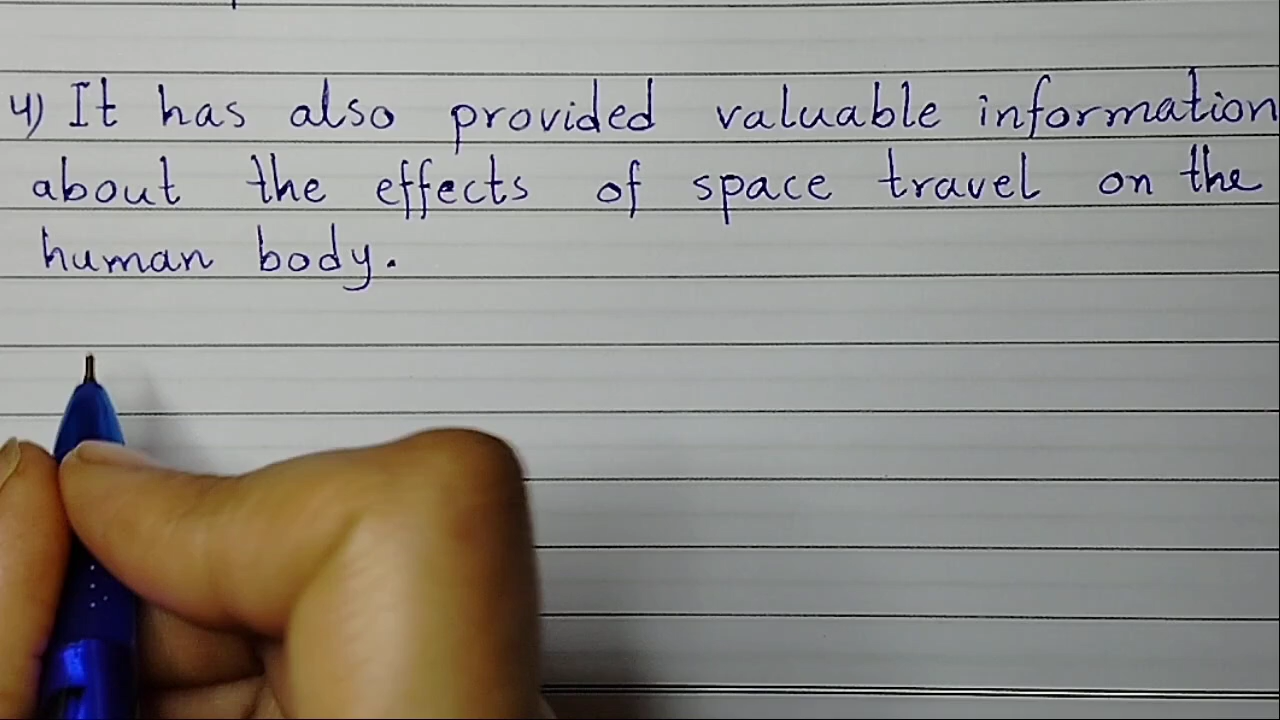 4) It has also provided valuable information
about the effects of space travel on the
human body.